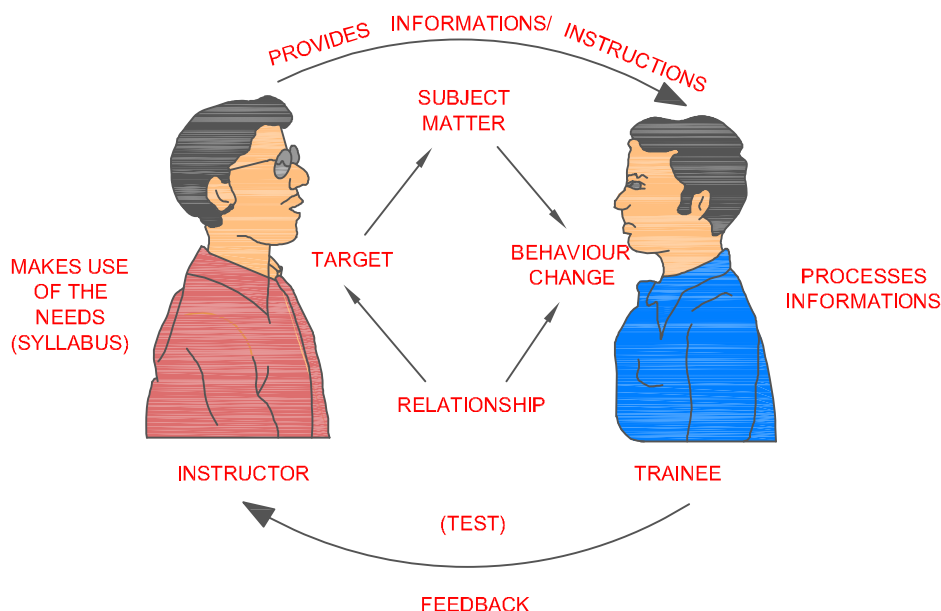 PROVIDES INFORMATIONS/ INSTRUCTIONS
SUBJECT
MATTER
TARGET
BEHAVIOUR
CHANGE
MAKES USE
OF THE
NEEDS
(SYLLABUS)
PROCESSES
INFORMATIONS
RELATIONSHIP
INSTRUCTOR
TRAINEE
(TEST)
FEEDBACK